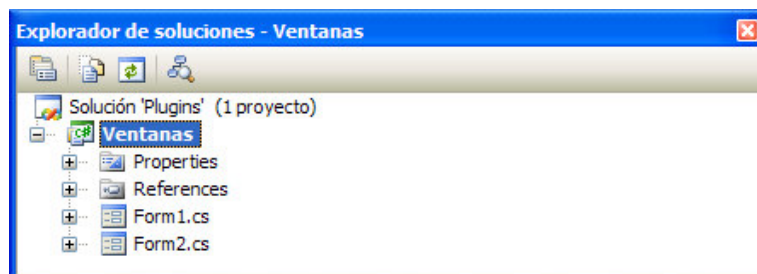 Explorador de soluciones - Ventanas
Solución 'Plugins' (1 proyecto)
C# Ventanas
Properties
References
Form1.cs
Form2.cs